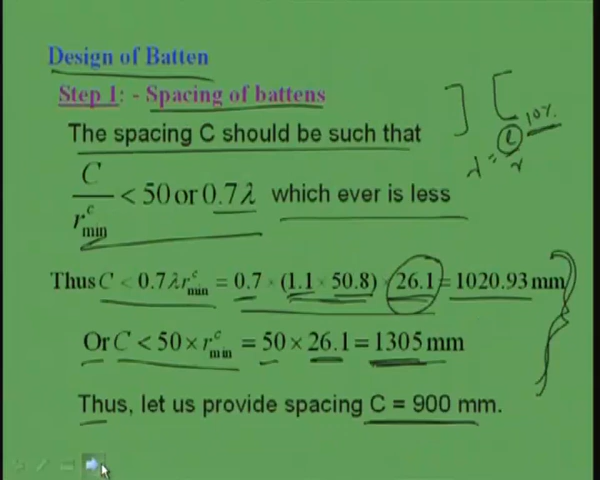 Design of Batten
Step 1: - Spacing of battens
The spacing C should be such that
C / r^c_min < 50 or 0.7λ which ever is less
Thus C < 0.7λr^c_min = 0.7 × (1.1 × 50.8) × 26.1 = 1020.93 mm
Or C < 50 × r^c_min = 50 × 26.1 = 1305 mm
Thus, let us provide spacing C = 900 mm.
10%
λ = l / r